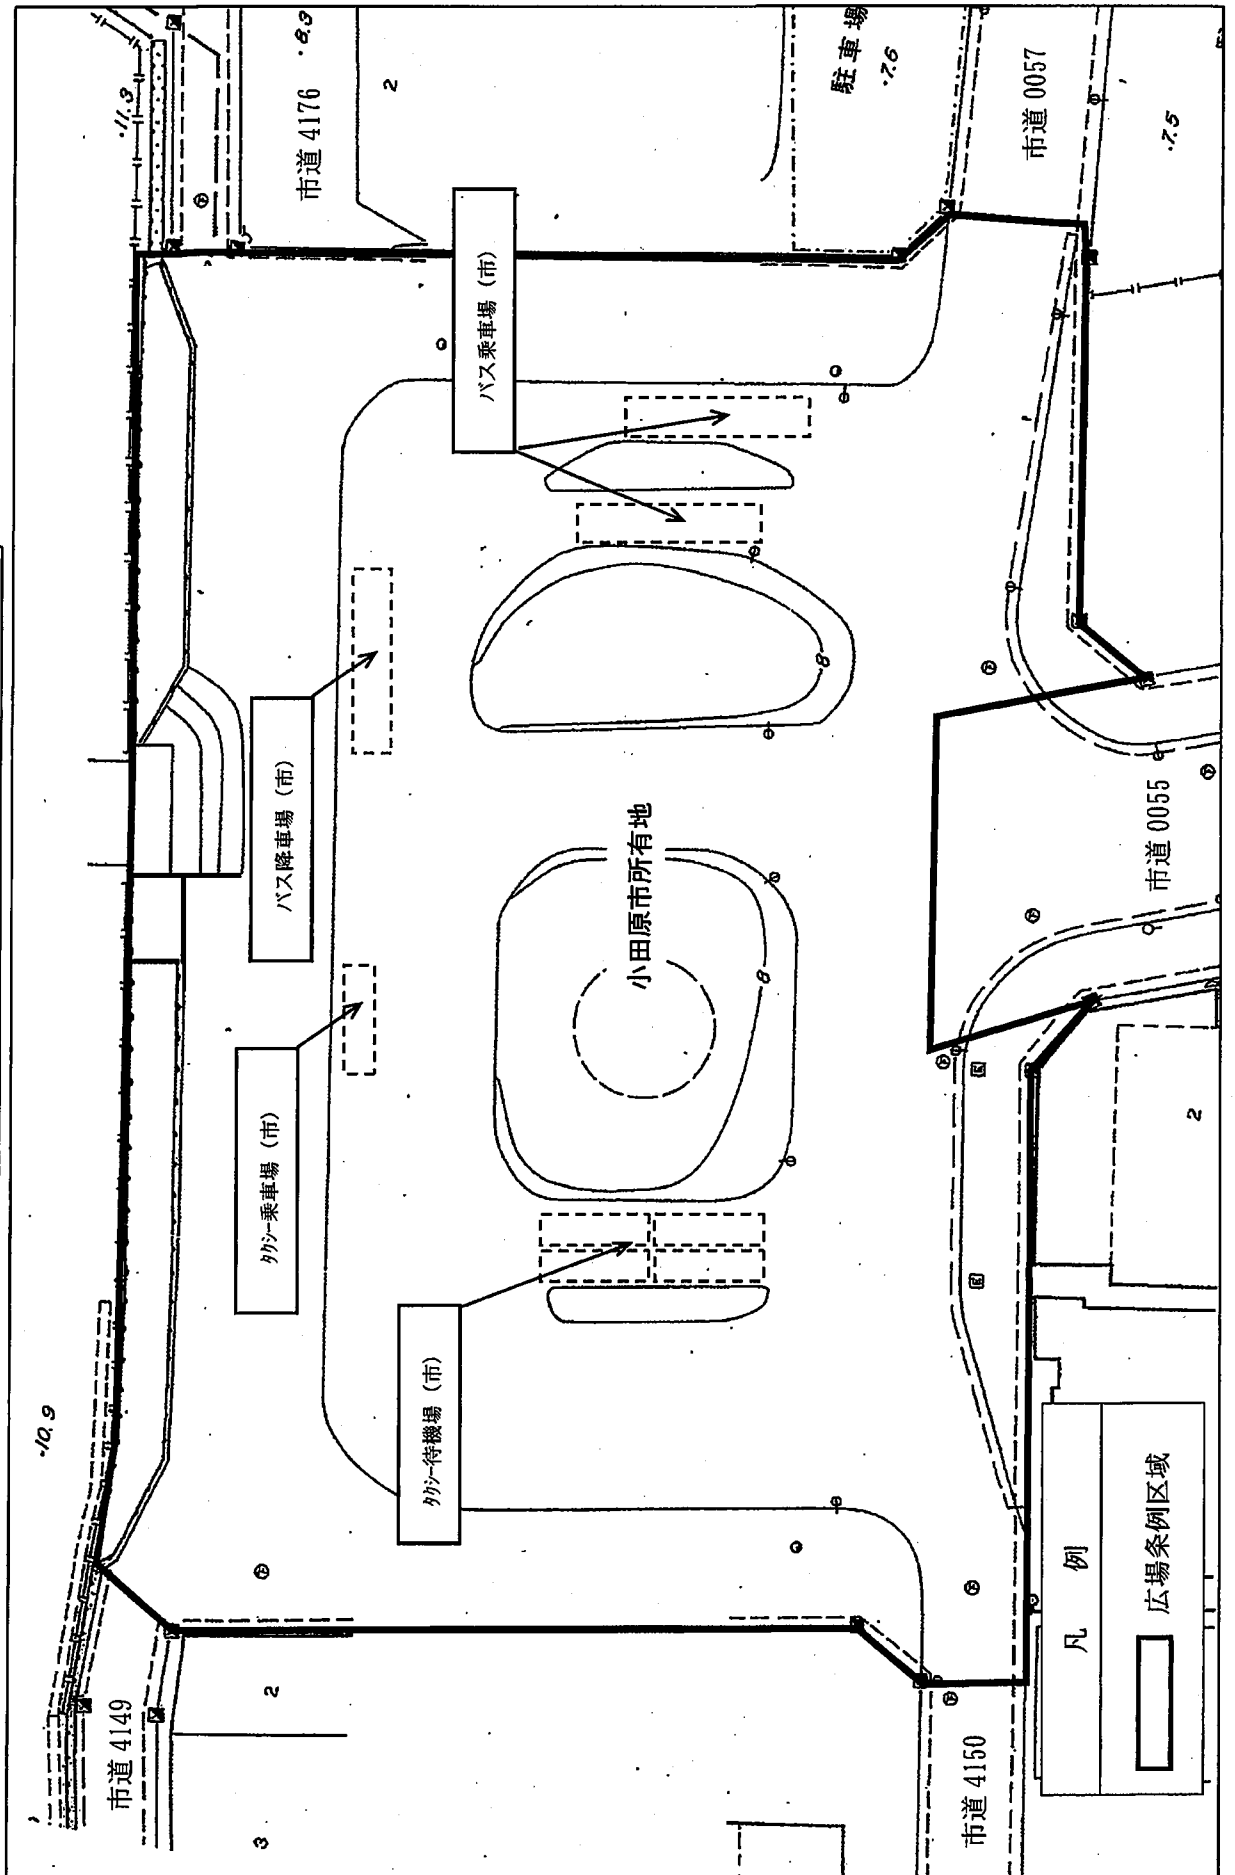 市道 4149
市道 4176
・10.9
・11.3
・8.3
3
2
2
タクシー乗車場（市）
バス降車場（市）
タクシー待機場（市）
バス乗車場（市）
小田原市所有地
8
8
駐車場
・7.6
市道 4150
市道 0055
市道 0057
・7.5
2
凡　例
広場条例区域